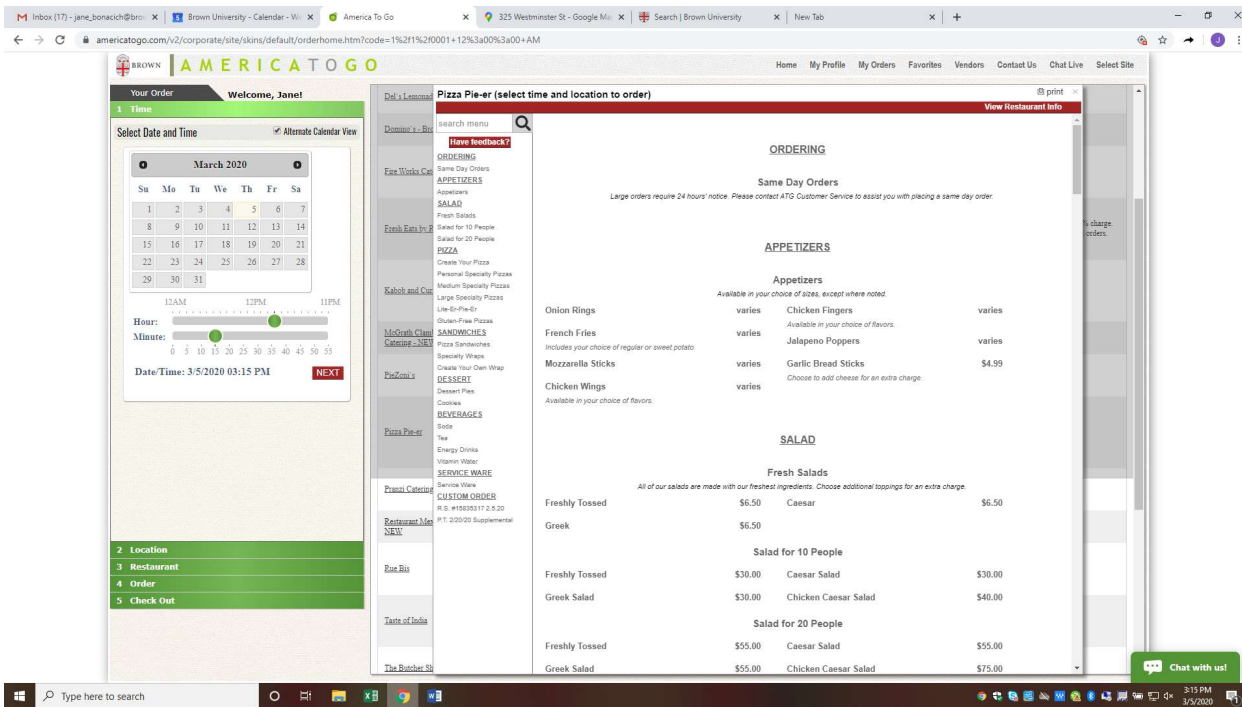 Inbox (17) - jane_bonacich@brow
Brown University - Calendar - We
America To Go
325 Westminster St - Google Map
Search | Brown University
New Tab
americatogo.com/v2/corporate/site/skins/default/orderhome.htm?code=1%2f1%2f0001+12%3a00%3a00+AM
BROWN AMERICATOGO
Home My Profile My Orders Favorites Vendors Contact Us Chat Live Select Site
Your Order Welcome, Jane!
1 Time
Select Date and Time Alternate Calendar View
March 2020
Su Mo Tu We Th Fr Sa
1 2 3 4 5 6 7
8 9 10 11 12 13 14
15 16 17 18 19 20 21
22 23 24 25 26 27 28
29 30 31
12AM 12PM 11PM
Hour:
Minute:
0 5 10 15 20 25 30 35 40 45 50 55
Date/Time: 3/5/2020 03:15 PM NEXT
2 Location
3 Restaurant
4 Order
5 Check Out
Del's Lemonad
Domino's - Bro
Fire Works Cat
Fresh Eats by F
Kabob and Cur
McGrath Clam
Catering - NEW
PieZoni's
Pizza Pie-er
Pranzi Catering
Restaurant Mex
NEW
Rue Bis
Taste of India
The Butcher Sh
% charge.
orders.
Pizza Pie-er (select time and location to order) print
View Restaurant Info
search menu
Have feedback?
ORDERING
Same Day Orders
APPETIZERS
Appetizers
SALAD
Fresh Salads
Salad for 10 People
Salad for 20 People
PIZZA
Create Your Pizza
Personal Specialty Pizzas
Medium Specialty Pizzas
Large Specialty Pizzas
Lite-Er-Pie-Er
Gluten-Free Pizzas
SANDWICHES
Pizza Sandwiches
Specialty Wraps
Create Your Own Wrap
DESSERT
Dessert Pies
Cookies
BEVERAGES
Soda
Tea
Energy Drinks
Vitamin Water
SERVICE WARE
Service Ware
CUSTOM ORDER
R.S. #15835317 2.5.20
P.T: 2/20/20 Supplemental
ORDERING
Same Day Orders
Large orders require 24 hours' notice. Please contact ATG Customer Service to assist you with placing a same day order.
APPETIZERS
Appetizers
Available in your choice of sizes, except where noted.
Onion Rings varies
French Fries varies
Includes your choice of regular or sweet potato.
Mozzarella Sticks varies
Chicken Wings varies
Available in your choice of flavors.
Chicken Fingers varies
Available in your choice of flavors.
Jalapeno Poppers varies
Garlic Bread Sticks $4.99
Choose to add cheese for an extra charge.
SALAD
Fresh Salads
All of our salads are made with our freshest ingredients. Choose additional toppings for an extra charge.
Freshly Tossed $6.50 Caesar $6.50
Greek $6.50
Salad for 10 People
Freshly Tossed $30.00 Caesar Salad $30.00
Greek Salad $30.00 Chicken Caesar Salad $40.00
Salad for 20 People
Freshly Tossed $55.00 Caesar Salad $55.00
Greek Salad $55.00 Chicken Caesar Salad $75.00
Chat with us!
Type here to search
3:15 PM
3/5/2020